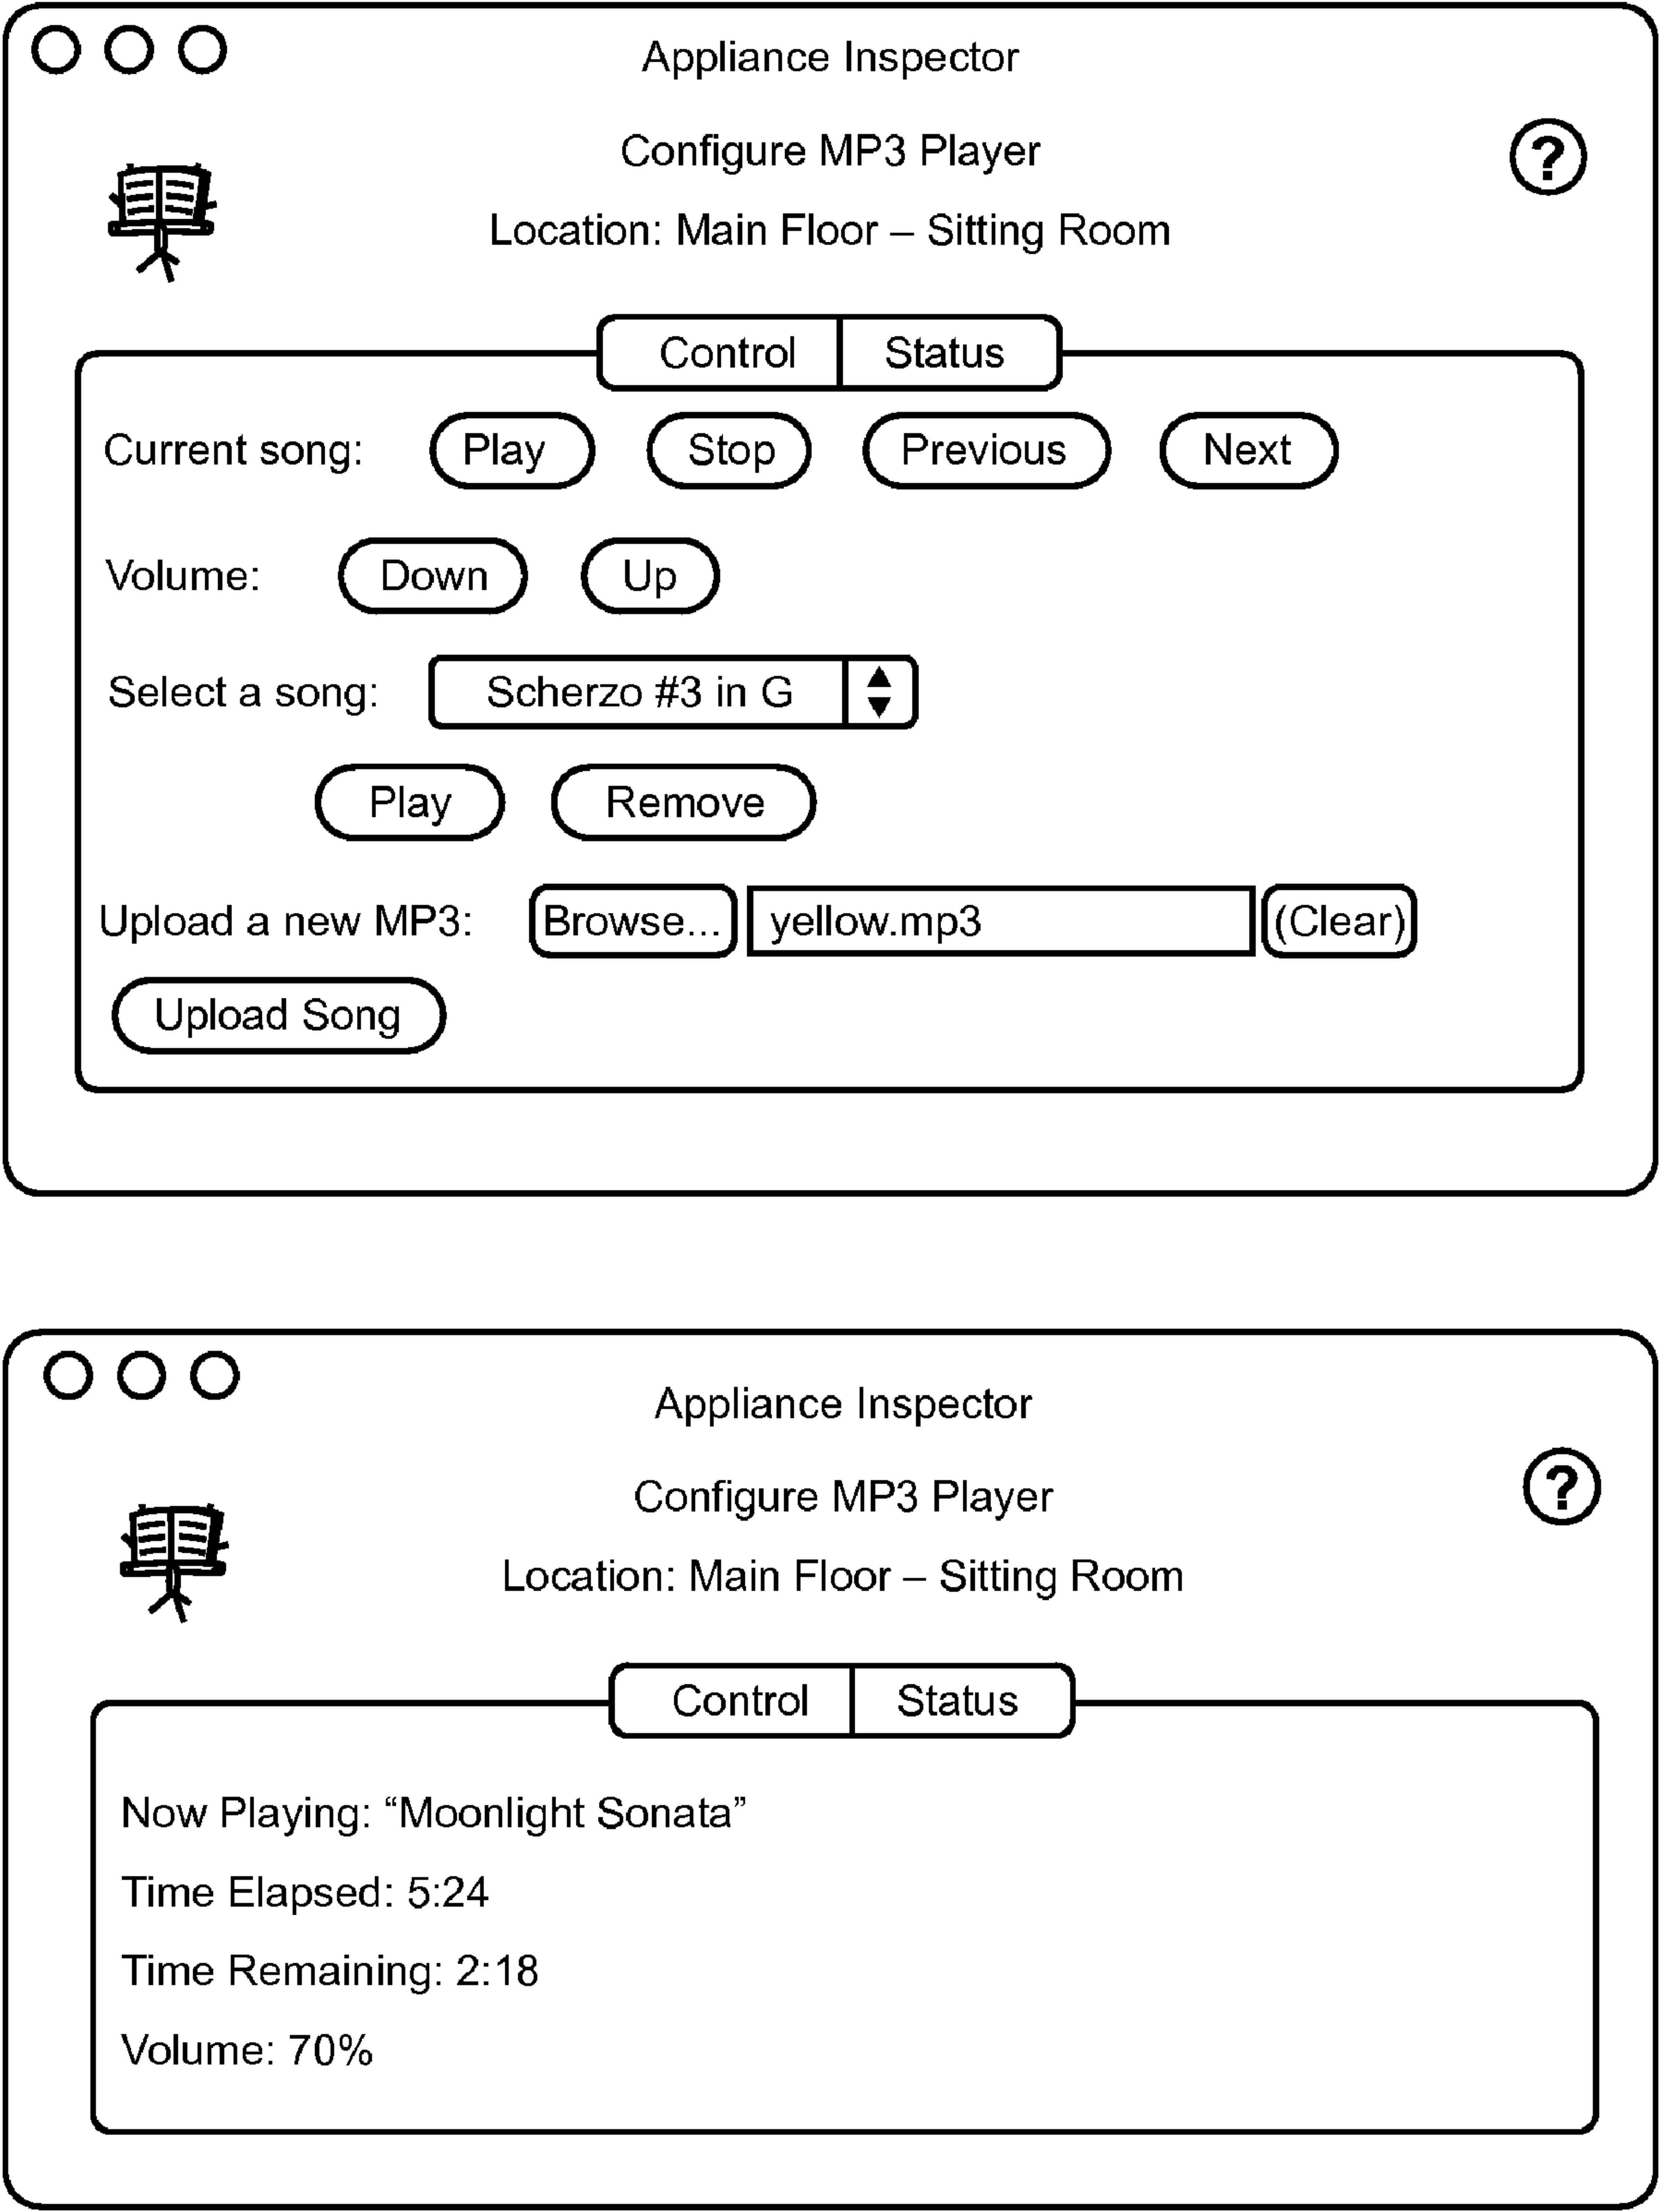 Appliance Inspector
Configure MP3 Player
?
Location: Main Floor – Sitting Room
Control Status
Current song: Play Stop Previous Next
Volume: Down Up
Select a song: Scherzo #3 in G
Play Remove
Upload a new MP3: Browse... yellow.mp3 (Clear)
Upload Song
Appliance Inspector
Configure MP3 Player
?
Location: Main Floor – Sitting Room
Control Status
Now Playing: “Moonlight Sonata”
Time Elapsed: 5:24
Time Remaining: 2:18
Volume: 70%